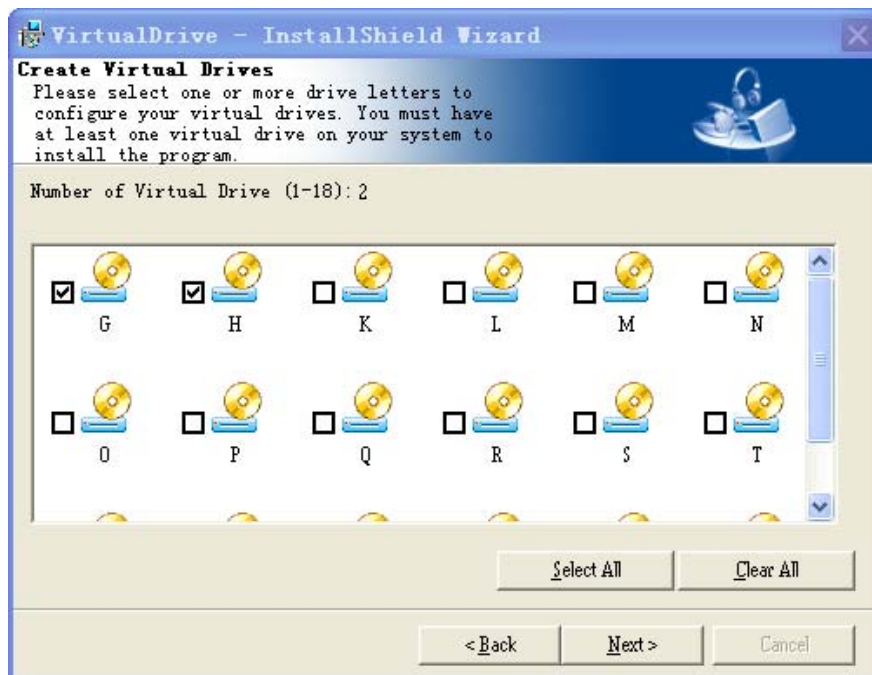 VirtualDrive - InstallShield Wizard
Create Virtual Drives
Please select one or more drive letters to
configure your virtual drives. You must have
at least one virtual drive on your system to
install the program.
Number of Virtual Drive (1-18): 2
G H K L M N
O P Q R S T
Select All Clear All
< Back Next > Cancel